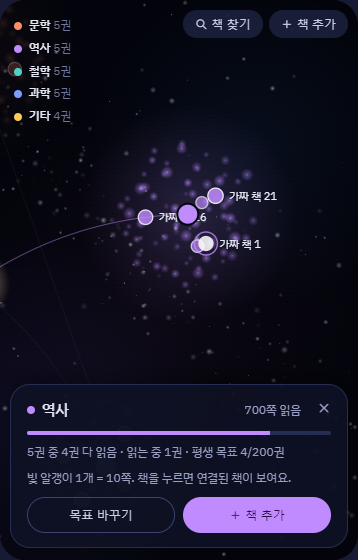 문학 5권
역사 5권
철학 5권
과학 5권
기타 4권
책 찾기
+ 책 추가
가짜 책 21
가짜
6
가짜 책 1
역사
700쪽 읽음
5권 중 4권 다 읽음 · 읽는 중 1권 · 평생 목표 4/200권
빛 알갱이 1개 = 10쪽. 책을 누르면 연결된 책이 보여요.
목표 바꾸기
+ 책 추가